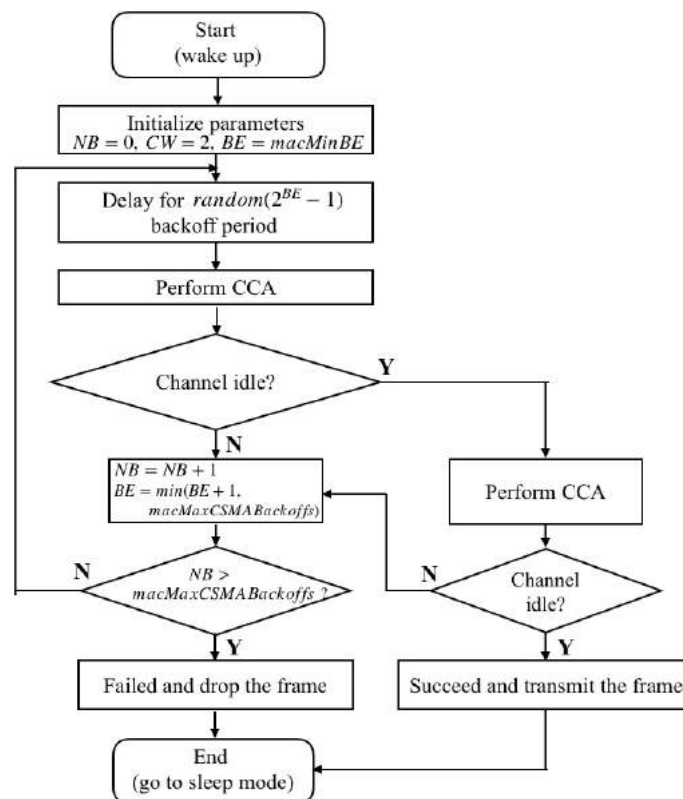 Start
(wake up)
Initialize parameters
NB = 0, CW = 2, BE = macMinBE
Delay for random(2^{BE} − 1)
backoff period
Perform CCA
Channel idle?
Y
N
NB = NB + 1
BE = min(BE + 1,
macMaxCSMABackoffs)
Perform CCA
N
NB >
macMaxCSMABackoffs ?
N
Channel
idle?
Y
Y
Failed and drop the frame
Succeed and transmit the frame
End
(go to sleep mode)